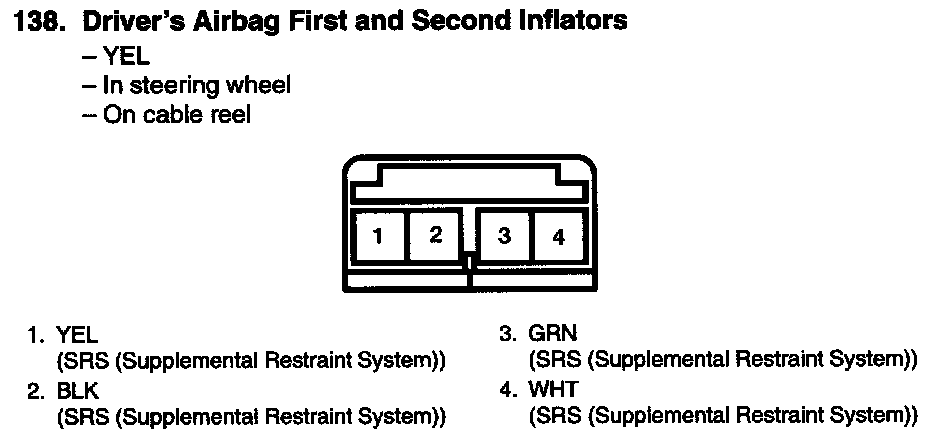 138. Driver's Airbag First and Second Inflators
– YEL
– In steering wheel
– On cable reel
1 2 3 4
1. YEL
(SRS (Supplemental Restraint System))
2. BLK
(SRS (Supplemental Restraint System))
3. GRN
(SRS (Supplemental Restraint System))
4. WHT
(SRS (Supplemental Restraint System))